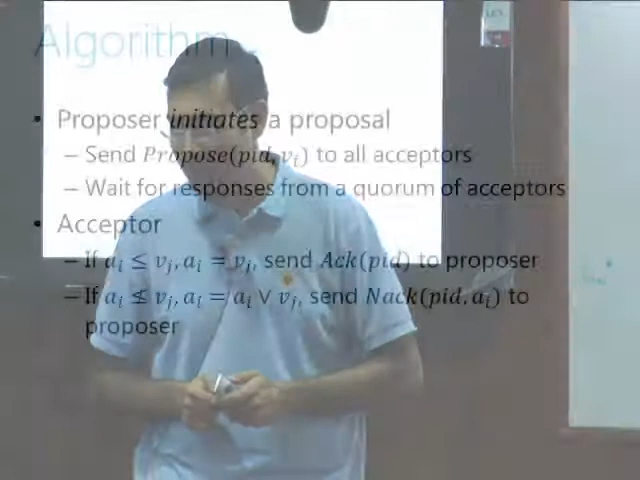 Algorithm
• Proposer initiates a proposal
– Send Propose(pid, vᵢ) to all acceptors
– Wait for responses from a quorum of acceptors
• Acceptor
– If aᵢ ≤ vⱼ, aᵢ = vⱼ, send Ack(pid) to proposer
– If aᵢ ≰ vⱼ, aᵢ = aᵢ ∨ vⱼ, send Nack(pid, aᵢ) to
proposer